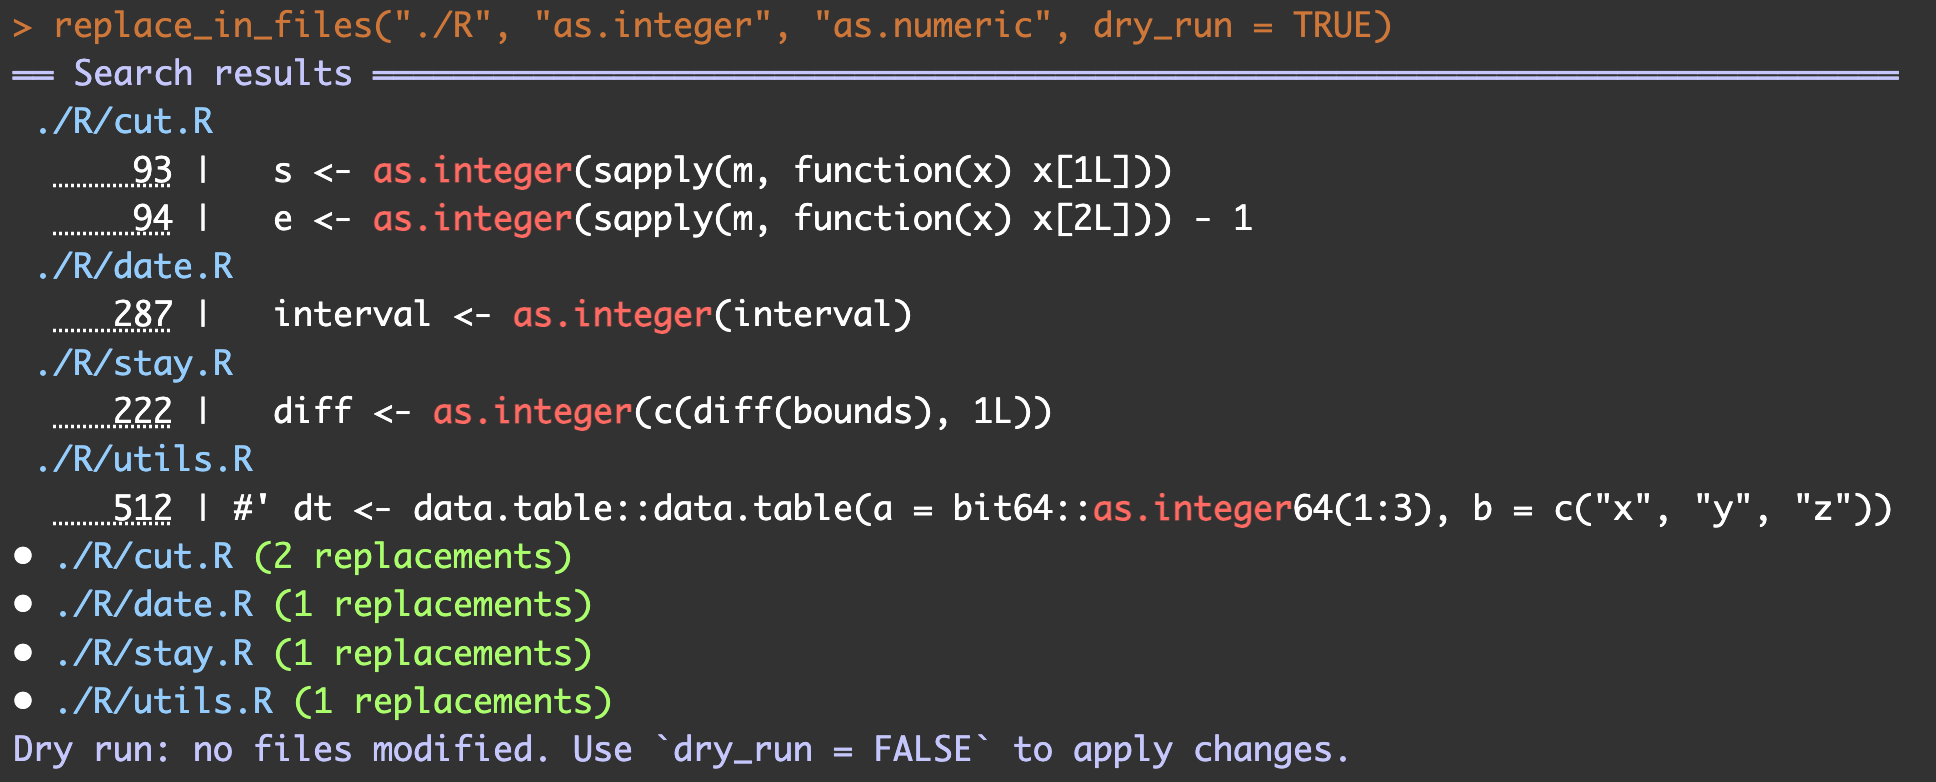 > replace_in_files("./R", "as.integer", "as.numeric", dry_run = TRUE)
══ Search results ════════════════════════════════════════════════════════════════════════════
./R/cut.R
93 |   s <- as.integer(sapply(m, function(x) x[1L]))
94 |   e <- as.integer(sapply(m, function(x) x[2L])) - 1
./R/date.R
287 |   interval <- as.integer(interval)
./R/stay.R
222 |   diff <- as.integer(c(diff(bounds), 1L))
./R/utils.R
512 | #' dt <- data.table::data.table(a = bit64::as.integer64(1:3), b = c("x", "y", "z"))
• ./R/cut.R (2 replacements)
• ./R/date.R (1 replacements)
• ./R/stay.R (1 replacements)
• ./R/utils.R (1 replacements)
Dry run: no files modified. Use `dry_run = FALSE` to apply changes.